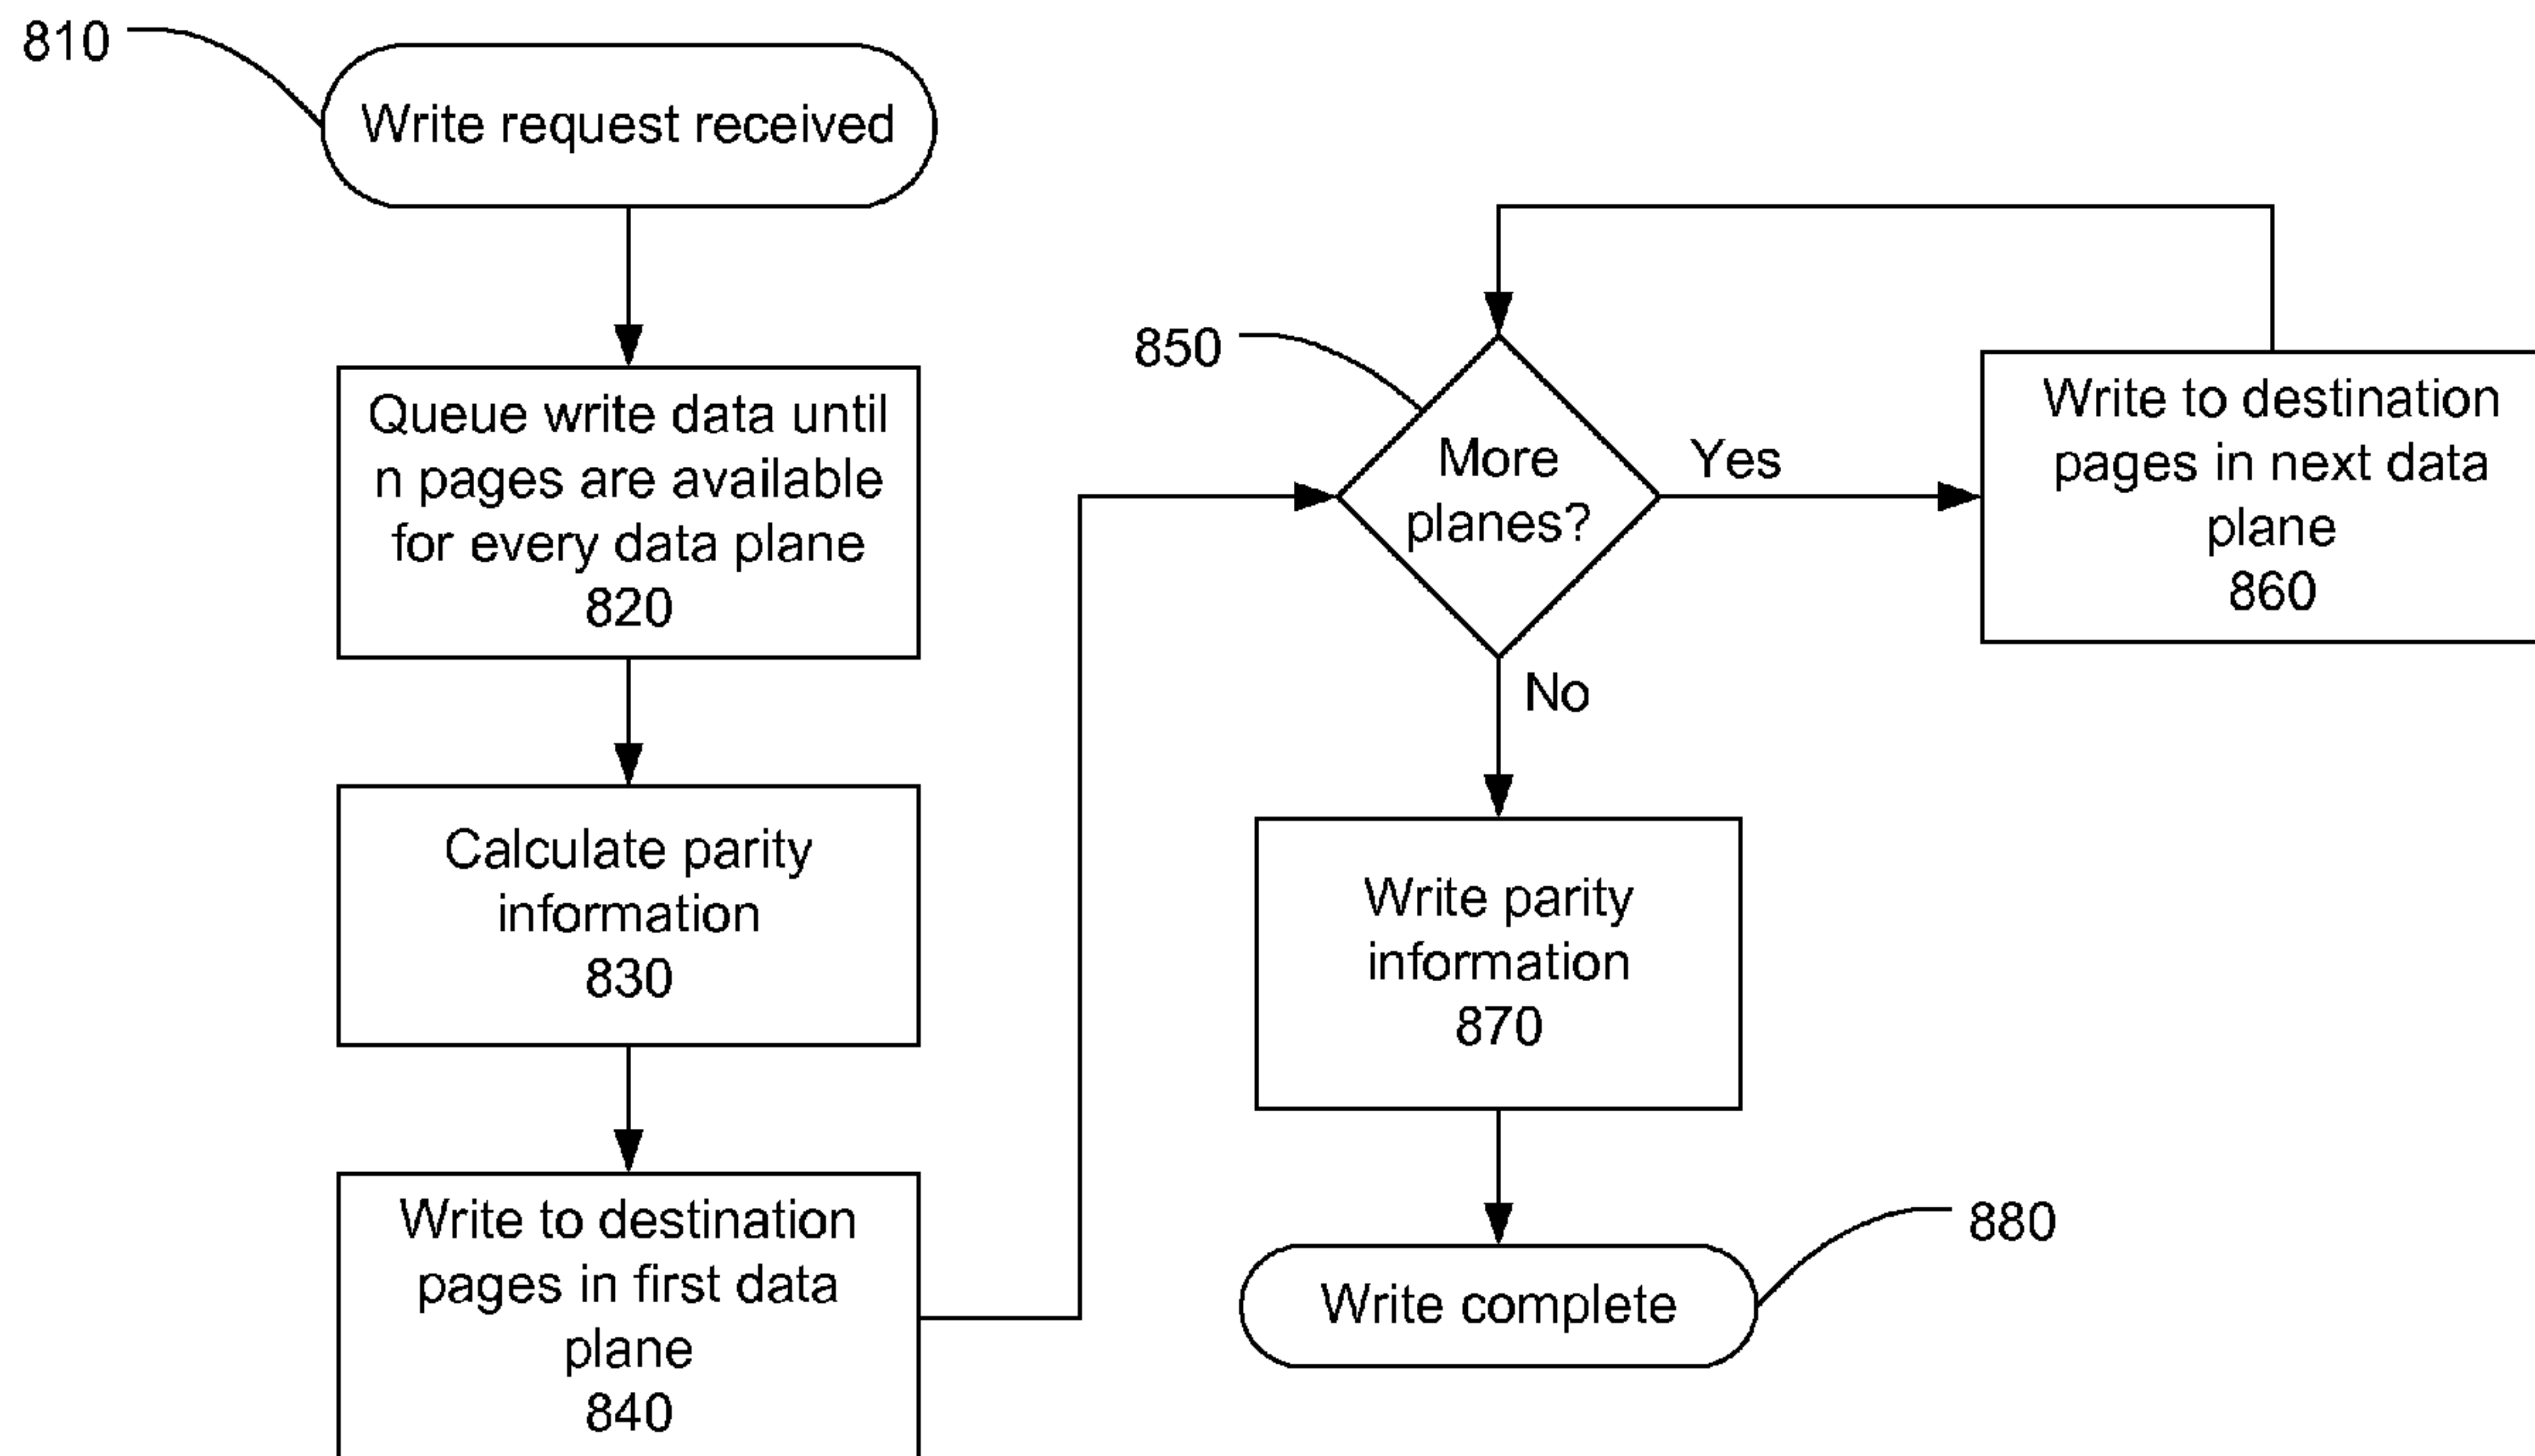 810
Write request received
Queue write data until
n pages are available
for every data plane
820
Calculate parity
information
830
Write to destination
pages in first data
plane
840
850
More
planes?
Yes
No
Write to destination
pages in next data
plane
860
Write parity
information
870
Write complete
880